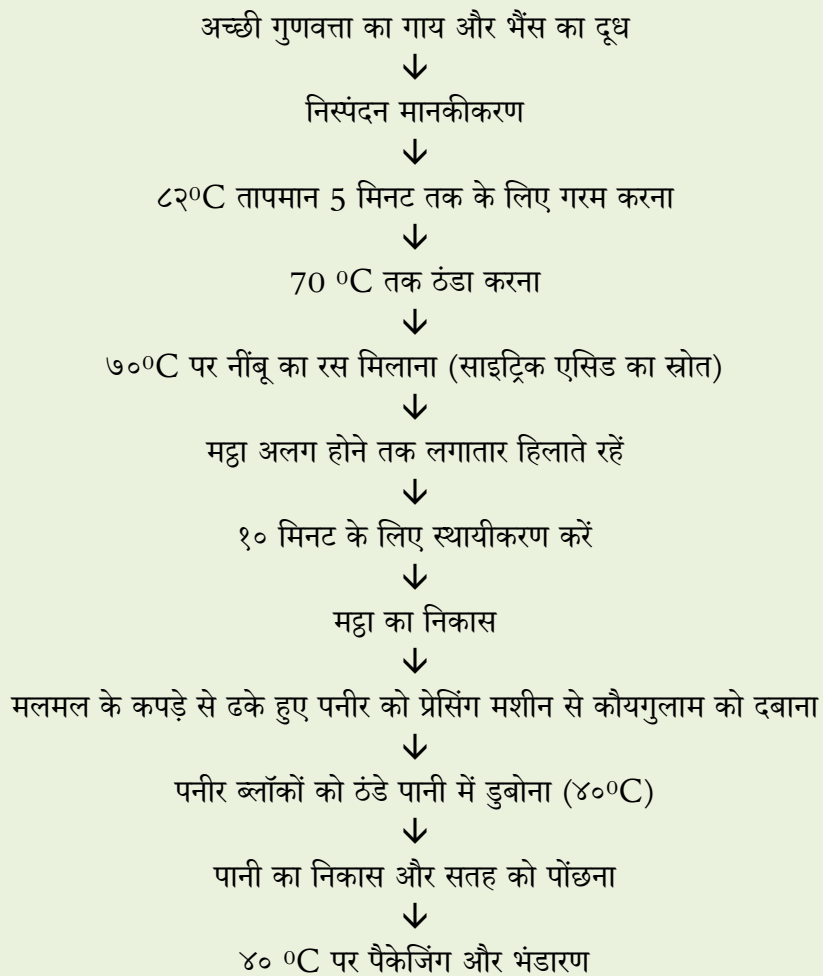 अच्छी गुणवत्ता का गाय और भैंस का दूध
↓
निस्पंदन मानकीकरण
↓
८२⁰C तापमान 5 मिनट तक के लिए गरम करना
↓
70 ⁰C तक ठंडा करना
↓
७०⁰C पर नींबू का रस मिलाना (साइट्रिक एसिड का स्रोत)
↓
मट्ठा अलग होने तक लगातार हिलाते रहें
↓
१० मिनट के लिए स्थायीकरण करें
↓
मट्ठा का निकास
↓
मलमल के कपड़े से ढके हुए पनीर को प्रेसिंग मशीन से कौयगुलाम को दबाना
↓
पनीर ब्लॉकों को ठंडे पानी में डुबोना (४०⁰C)
↓
पानी का निकास और सतह को पोंछना
↓
४० ⁰C पर पैकेजिंग और भंडारण